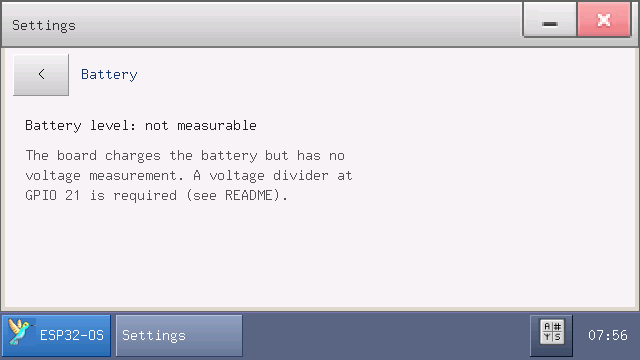 Settings
<
Battery
Battery level: not measurable
The board charges the battery but has no
voltage measurement. A voltage divider at
GPIO 21 is required (see README).
ESP32-OS
Settings
A#
TS
07:56